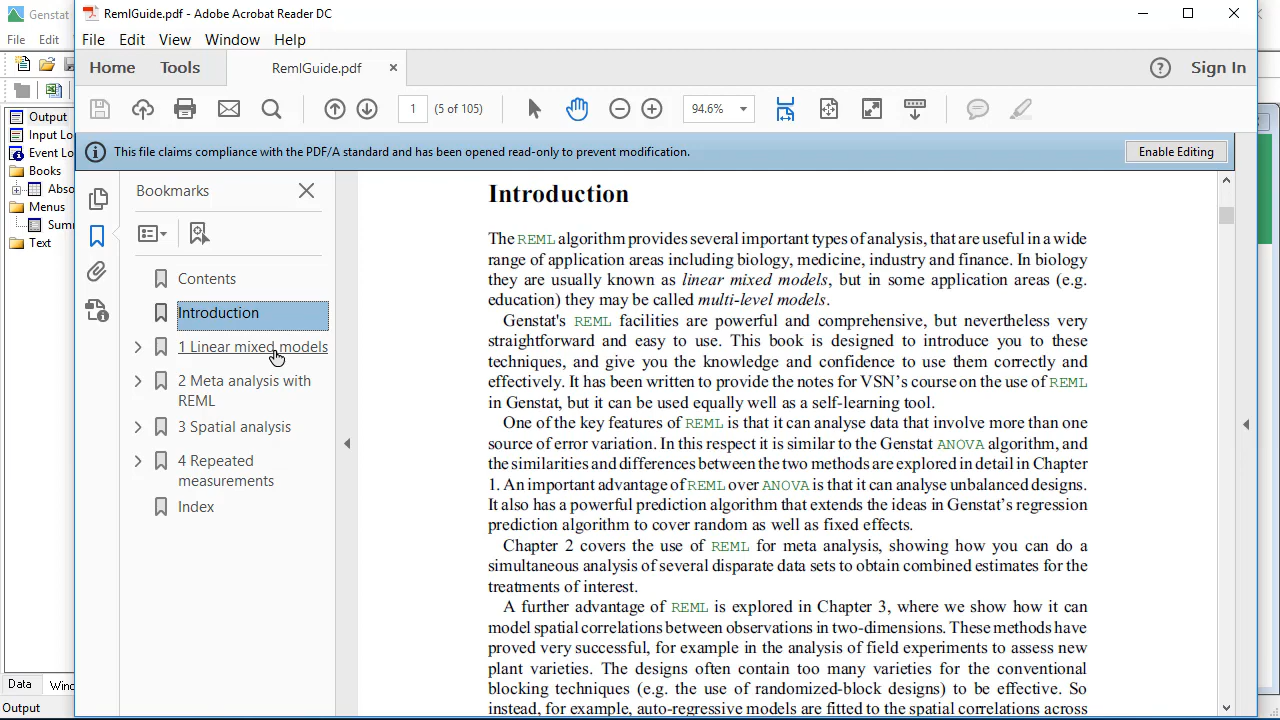 Genstat
RemlGuide.pdf - Adobe Acrobat Reader DC
File Edit
File Edit View Window Help
Home Tools RemlGuide.pdf × ? Sign In
1 (5 of 105) 94.6%
This file claims compliance with the PDF/A standard and has been opened read-only to prevent modification. Enable Editing
Output
Input Lo
Event Lo
Books
Abso
Menus
Sum
Text
Data Wind
Output
Bookmarks
Contents
Introduction
1 Linear mixed models
2 Meta analysis with
REML
3 Spatial analysis
4 Repeated
measurements
Index
Introduction
The REML algorithm provides several important types of analysis, that are useful in a wide
range of application areas including biology, medicine, industry and finance. In biology
they are usually known as linear mixed models, but in some application areas (e.g.
education) they may be called multi-level models.
Genstat's REML facilities are powerful and comprehensive, but nevertheless very
straightforward and easy to use. This book is designed to introduce you to these
techniques, and give you the knowledge and confidence to use them correctly and
effectively. It has been written to provide the notes for VSN's course on the use of REML
in Genstat, but it can be used equally well as a self-learning tool.
One of the key features of REML is that it can analyse data that involve more than one
source of error variation. In this respect it is similar to the Genstat ANOVA algorithm, and
the similarities and differences between the two methods are explored in detail in Chapter
1. An important advantage of REML over ANOVA is that it can analyse unbalanced designs.
It also has a powerful prediction algorithm that extends the ideas in Genstat's regression
prediction algorithm to cover random as well as fixed effects.
Chapter 2 covers the use of REML for meta analysis, showing how you can do a
simultaneous analysis of several disparate data sets to obtain combined estimates for the
treatments of interest.
A further advantage of REML is explored in Chapter 3, where we show how it can
model spatial correlations between observations in two-dimensions. These methods have
proved very successful, for example in the analysis of field experiments to assess new
plant varieties. The designs often contain too many varieties for the conventional
blocking techniques (e.g. the use of randomized-block designs) to be effective. So
instead, for example, auto-regressive models are fitted to the spatial correlations across